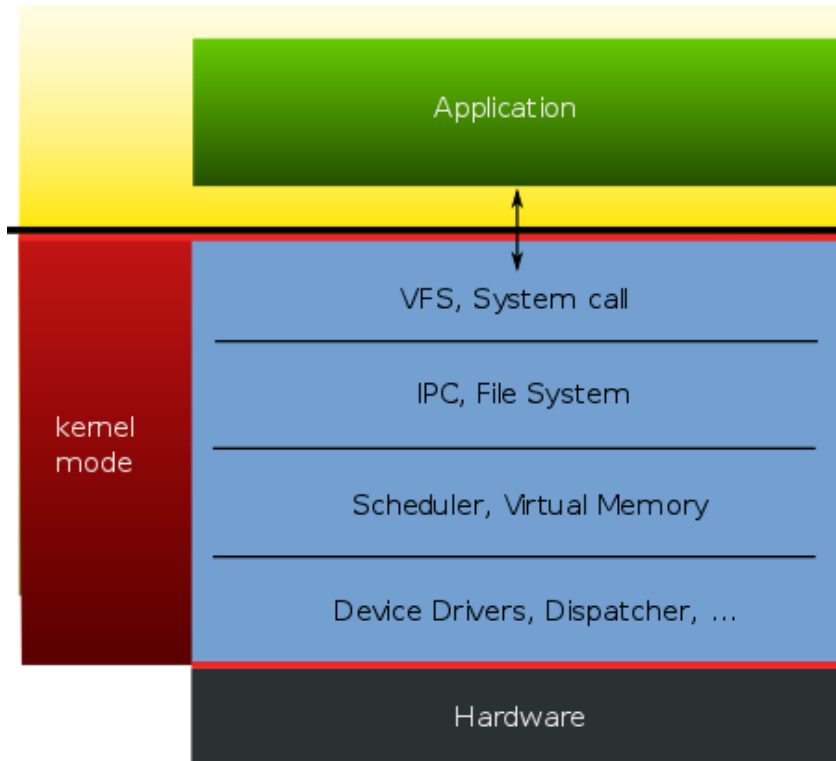 Application
VFS, System call
IPC, File System
kernel
mode
Scheduler, Virtual Memory
Device Drivers, Dispatcher, ...
Hardware